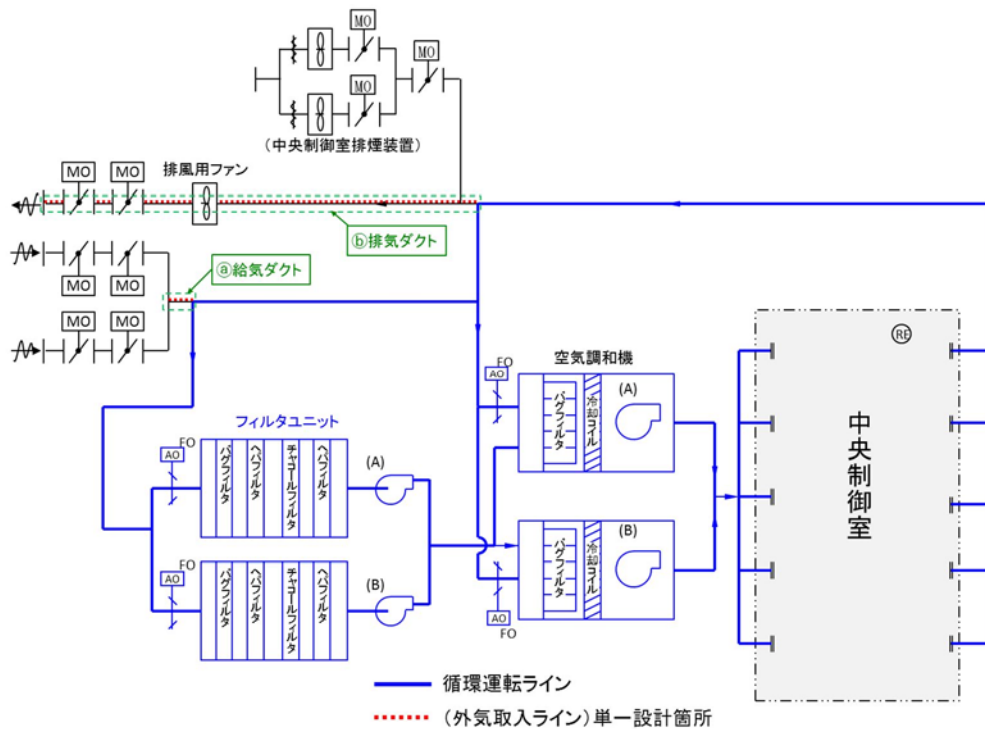 MO
MO
MO
(中央制御室排煙装置)
排風用ファン
MO
MO
ⓑ排気ダクト
MO
MO
ⓐ給気ダクト
MO
MO
RE
空気調和機
FO
AO
バグフィルタ
冷却コイル
(A)
中央制御室
フィルタユニット
FO
AO
バグフィルタ
ヘパフィルタ
チャコールフィルタ
ヘパフィルタ
(A)
バグフィルタ
冷却コイル
(B)
FO
AO
バグフィルタ
ヘパフィルタ
チャコールフィルタ
ヘパフィルタ
(B)
AO
FO
循環運転ライン
(外気取入ライン)単一設計箇所